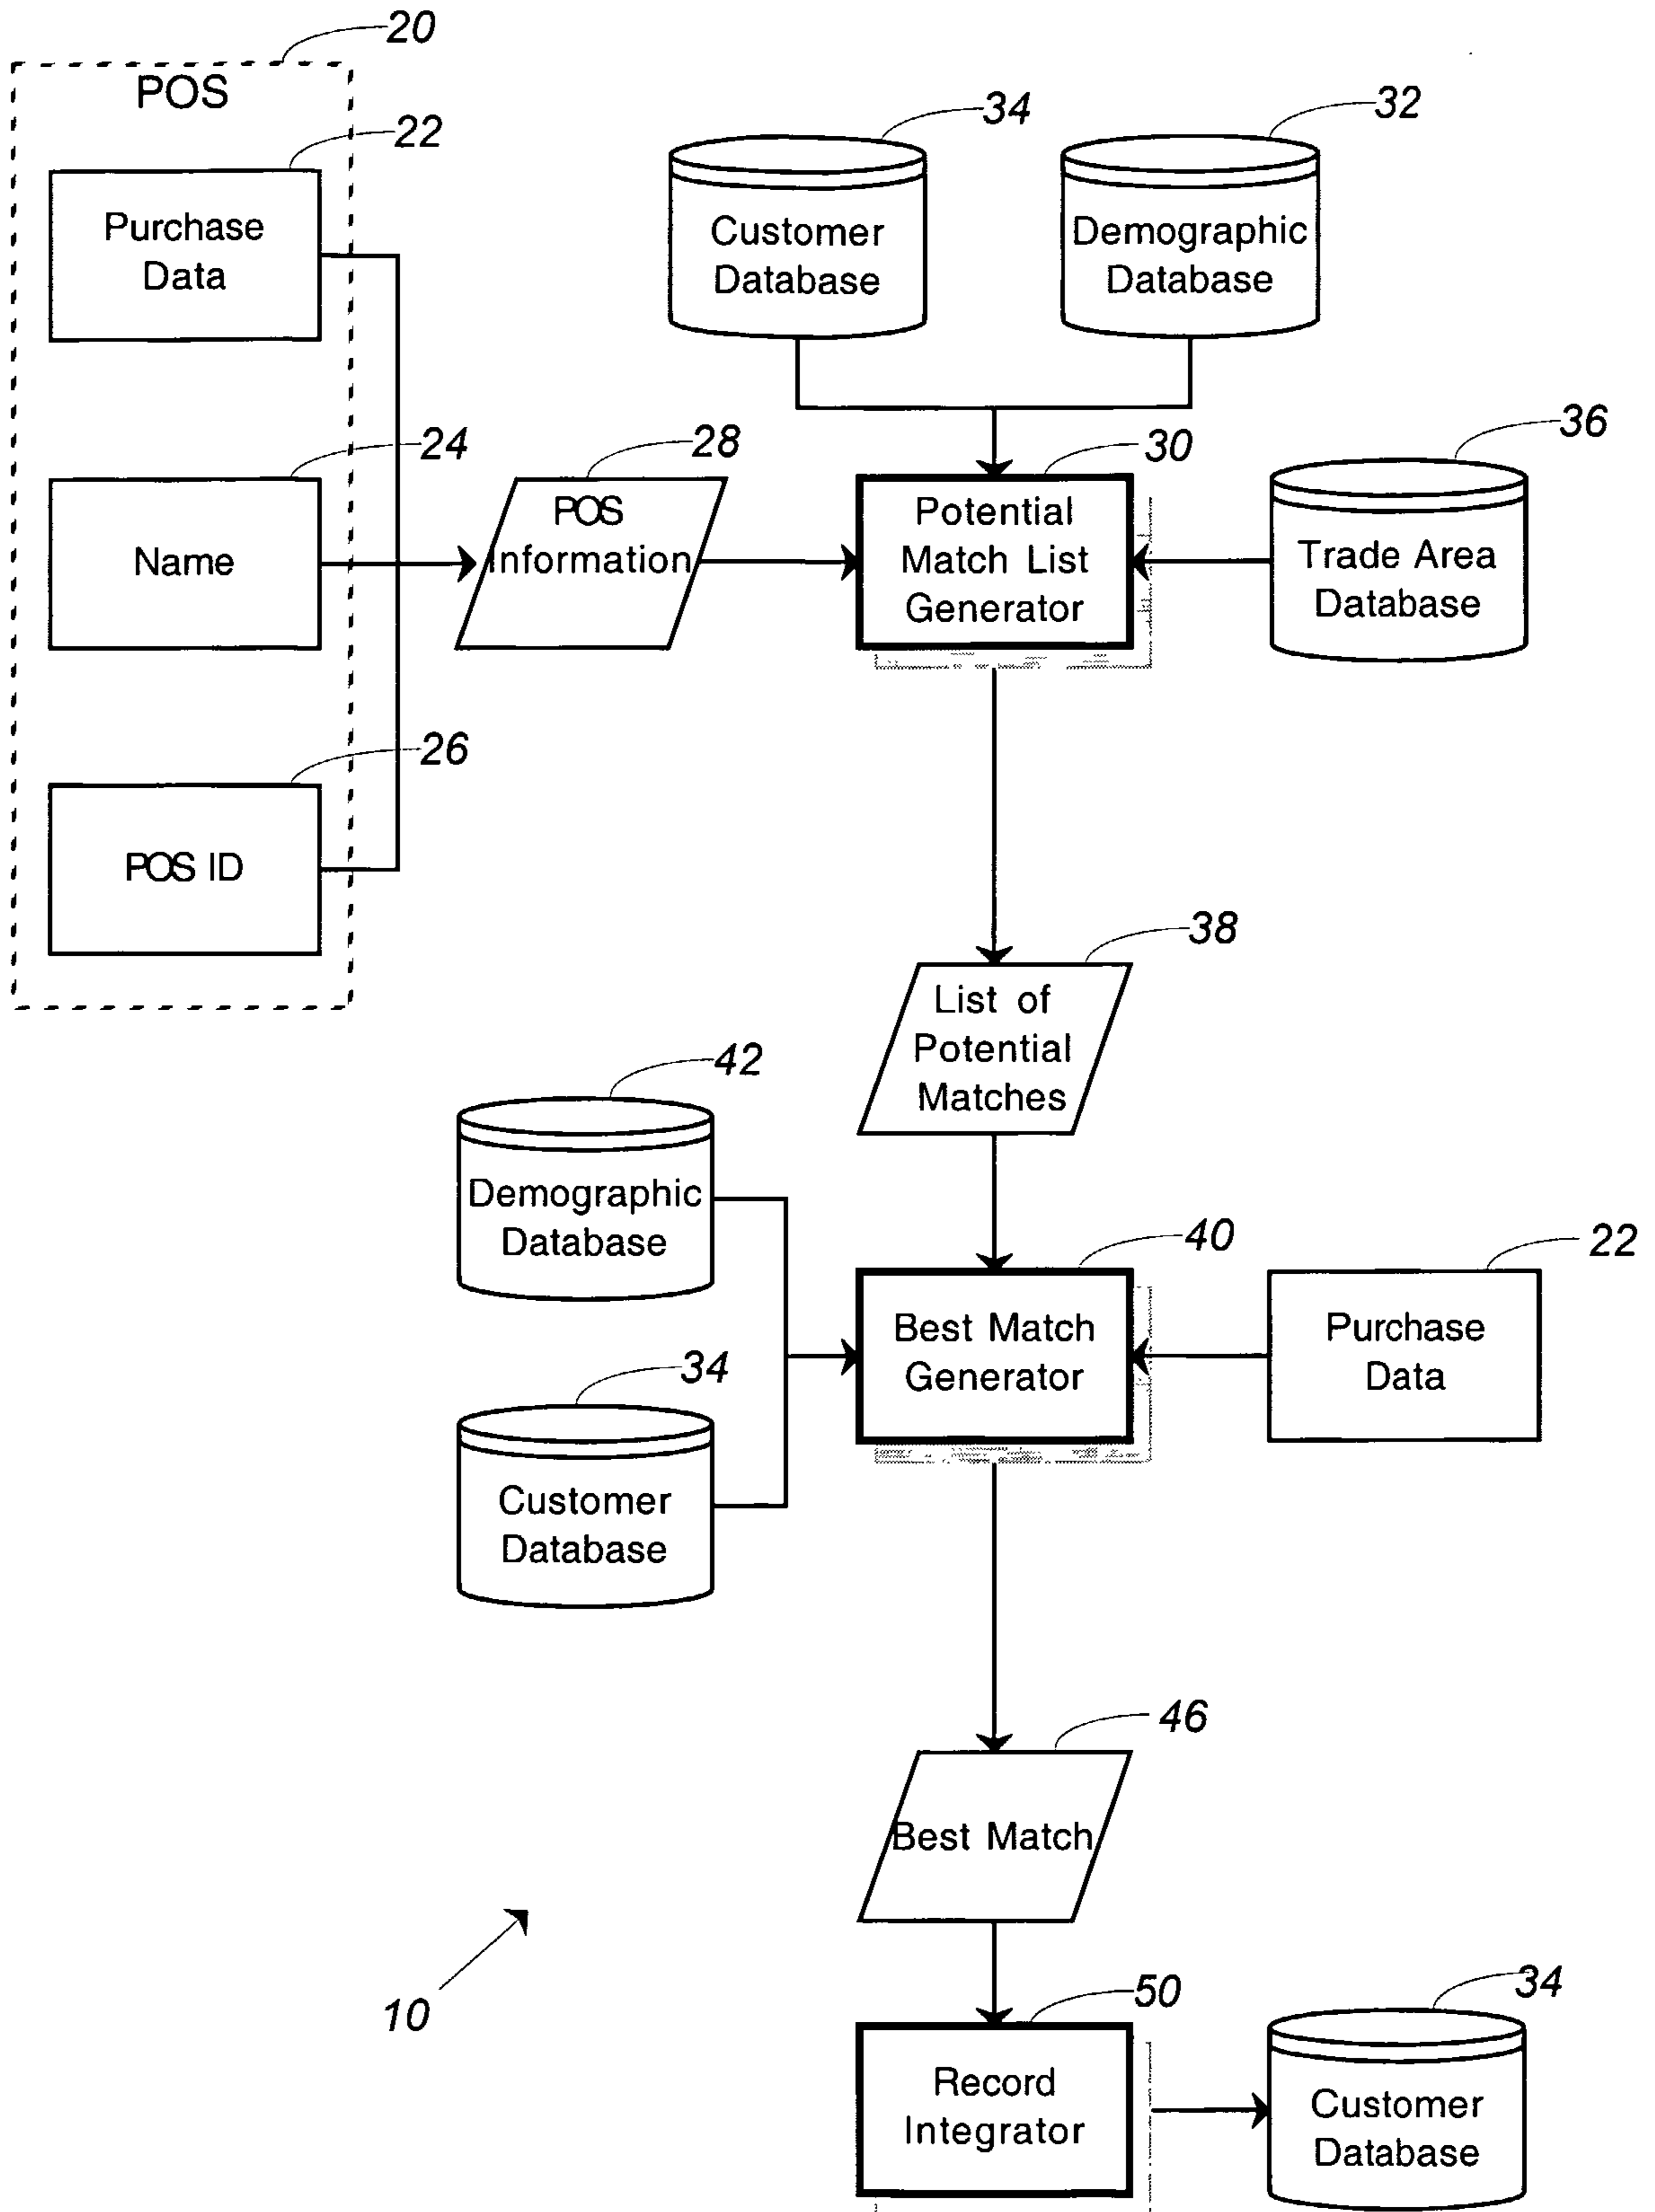 20
POS
22
Purchase
Data
34
32
Customer
Database
Demographic
Database
24
Name
28
POS
Information
30
Potential
Match List
Generator
36
Trade Area
Database
26
POS ID
38
List of
Potential
Matches
42
Demographic
Database
40
Best Match
Generator
22
Purchase
Data
34
Customer
Database
46
Best Match
10
50
Record
Integrator
34
Customer
Database